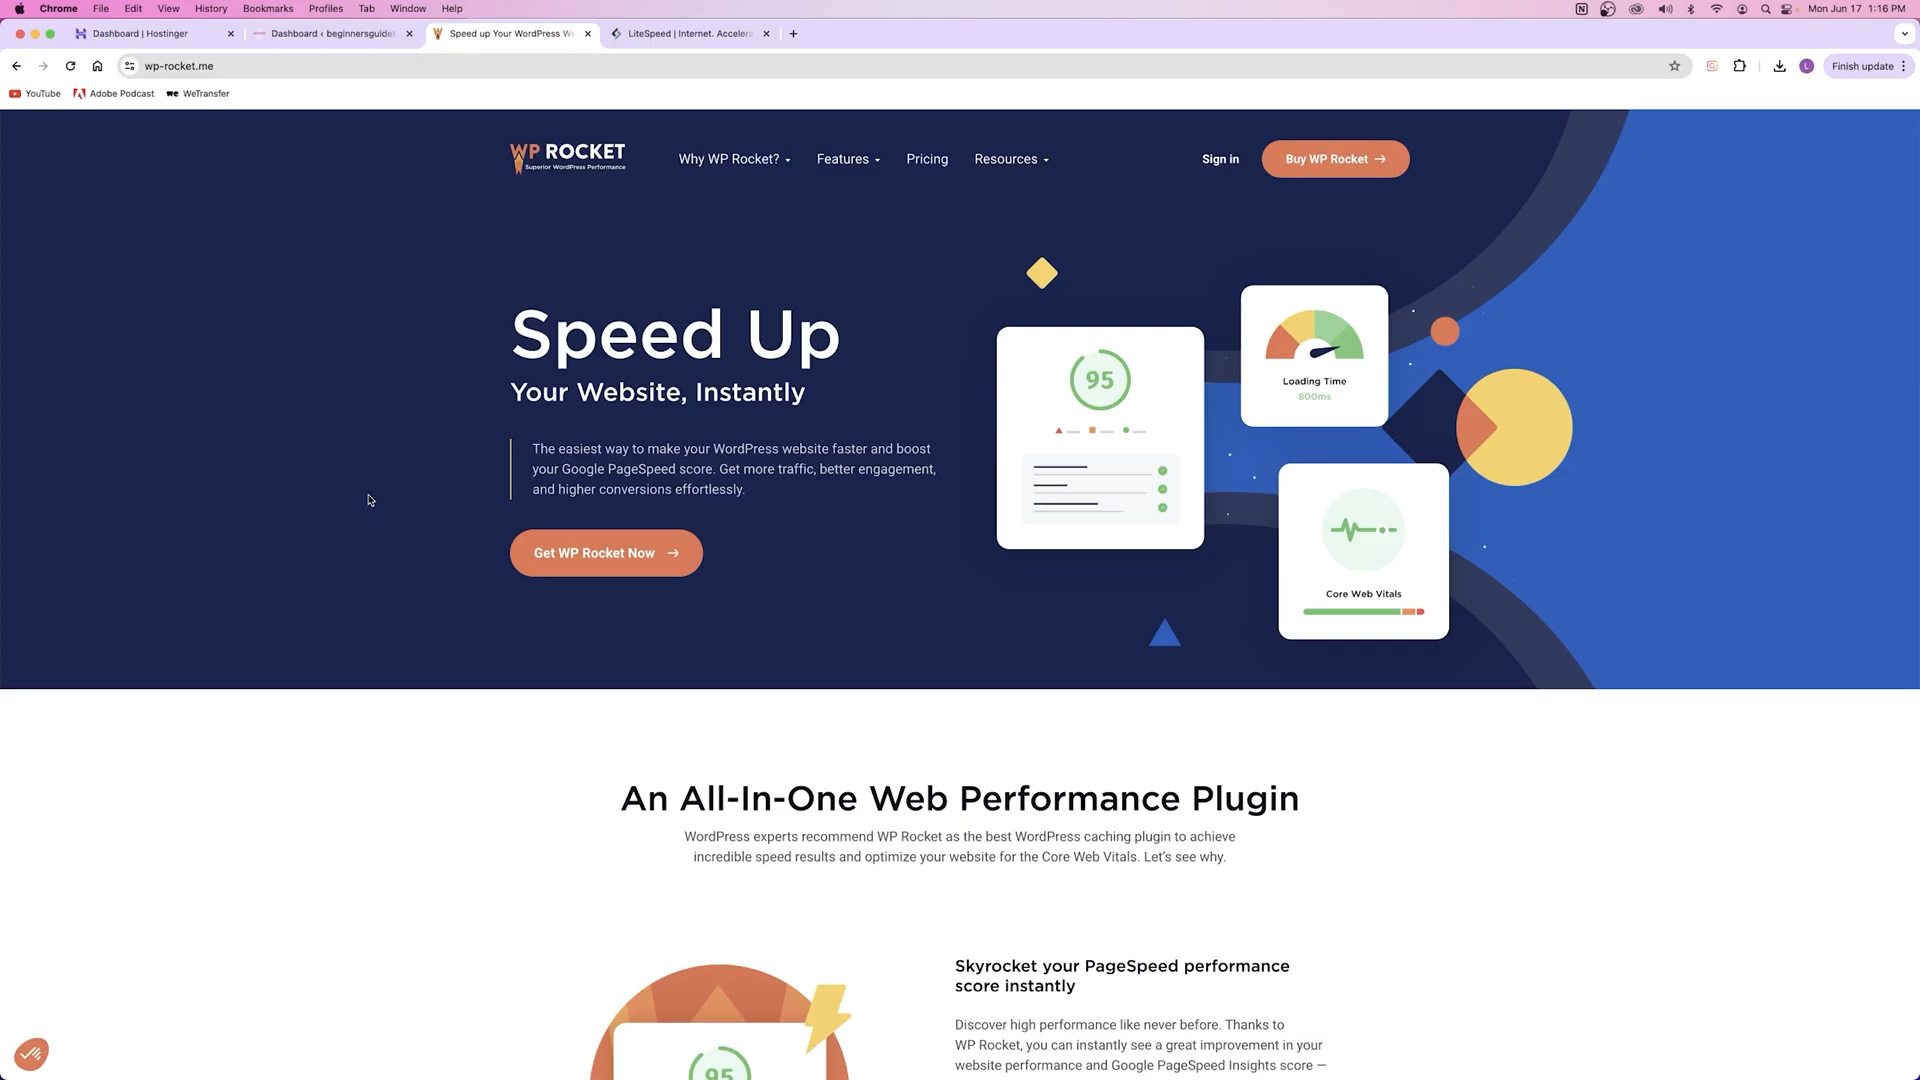 Chrome File Edit View History Bookmarks Profiles Tab Window Help Mon Jun 17 1:16 PM
Dashboard | Hostinger Dashboard ‹ beginnersguide Speed up Your WordPress W LiteSpeed | Internet. Accelera
wp-rocket.me Finish update
YouTube Adobe Podcast WeTransfer
WP ROCKET
Superior WordPress Performance
Why WP Rocket? Features Pricing Resources Sign in Buy WP Rocket →
Speed Up
Your Website, Instantly
The easiest way to make your WordPress website faster and boost
your Google PageSpeed score. Get more traffic, better engagement,
and higher conversions effortlessly.
Get WP Rocket Now →
95
Loading Time
800ms
Core Web Vitals
An All-In-One Web Performance Plugin
WordPress experts recommend WP Rocket as the best WordPress caching plugin to achieve
incredible speed results and optimize your website for the Core Web Vitals. Let's see why.
Skyrocket your PageSpeed performance
score instantly
Discover high performance like never before. Thanks to
WP Rocket, you can instantly see a great improvement in your
website performance and Google PageSpeed Insights score —
95